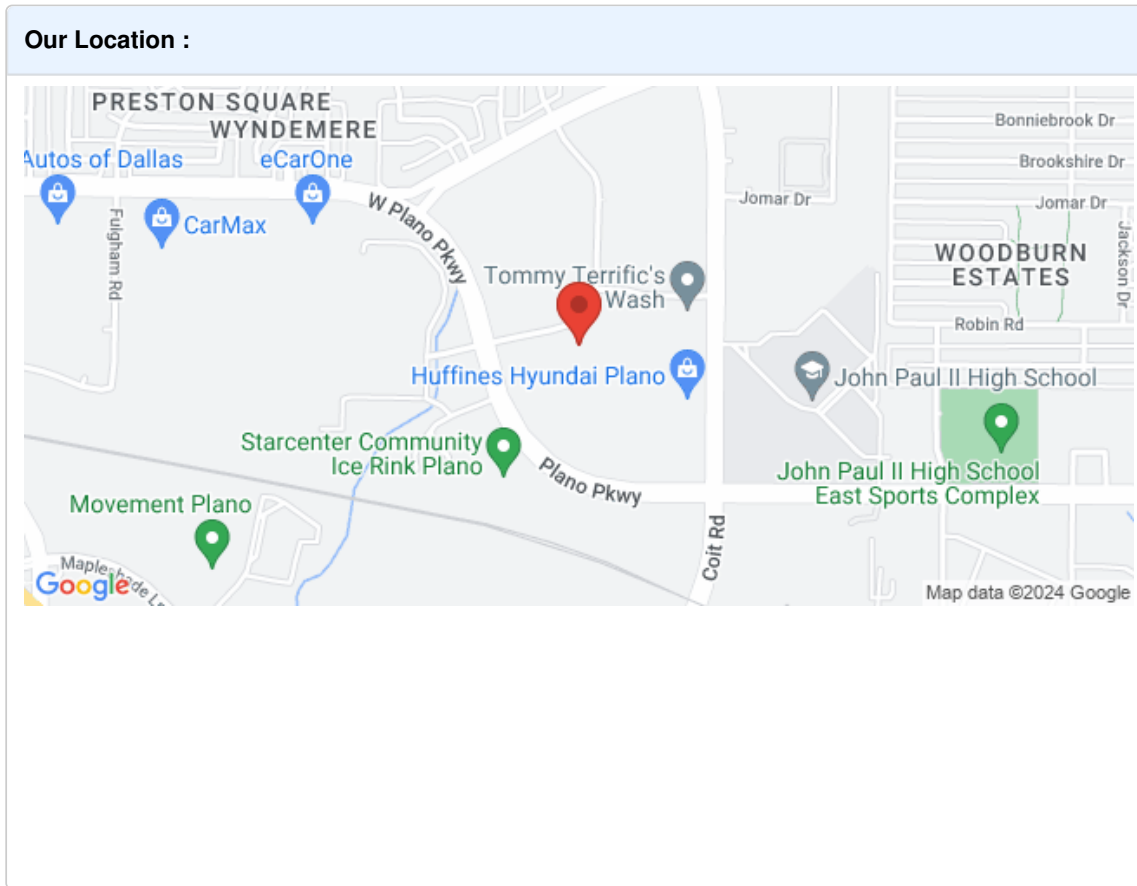 Our Location :
PRESTON SQUARE
WYNDEMERE
Autos of Dallas
eCarOne
CarMax
Fulgham Rd
W Plano Pkwy
Tommy Terrific's
Wash
Huffines Hyundai Plano
Starcenter Community
Ice Rink Plano
Plano Pkwy
Movement Plano
Mapleshade Ln
Coit Rd
Jomar Dr
Bonniebrook Dr
Brookshire Dr
Jomar Dr
Jackson Dr
WOODBURN
ESTATES
Robin Rd
John Paul II High School
John Paul II High School
East Sports Complex
Google
Map data ©2024 Google